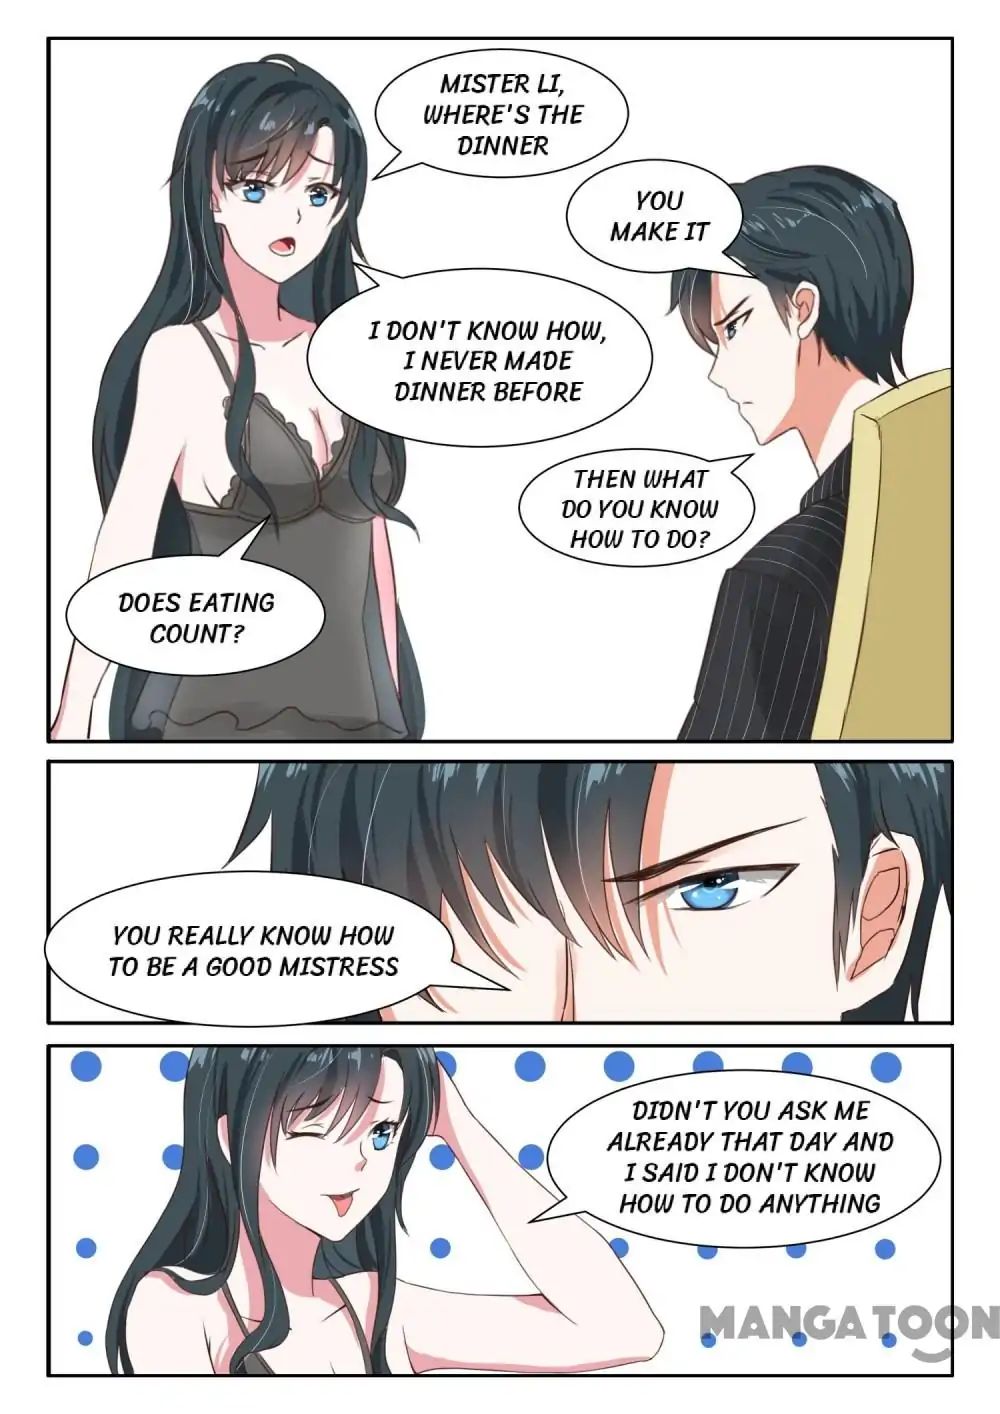 MISTER LI,
WHERE'S THE
DINNER
YOU
MAKE IT
I DON'T KNOW HOW,
I NEVER MADE
DINNER BEFORE
THEN WHAT
DO YOU KNOW
HOW TO DO?
DOES EATING
COUNT?
YOU REALLY KNOW HOW
TO BE A GOOD MISTRESS
DIDN'T YOU ASK ME
ALREADY THAT DAY AND
I SAID I DON'T KNOW
HOW TO DO ANYTHING
MANGATOON